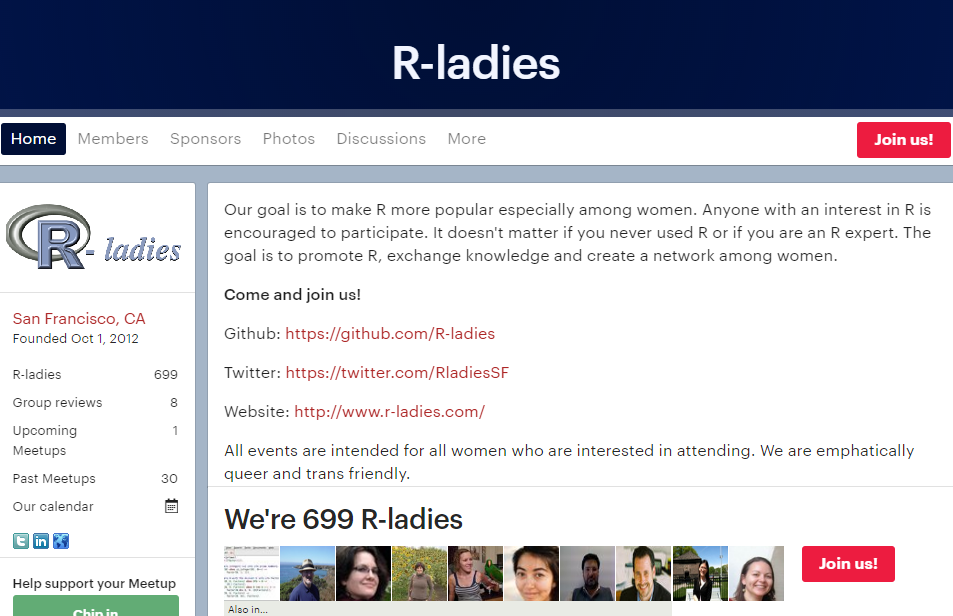 R-ladies
Home Members Sponsors Photos Discussions More Join us!
R- ladies
San Francisco, CA
Founded Oct 1, 2012
R-ladies 699
Group reviews 8
Upcoming Meetups 1
Past Meetups 30
Our calendar
Help support your Meetup
Chip in
Our goal is to make R more popular especially among women. Anyone with an interest in R is
encouraged to participate. It doesn't matter if you never used R or if you are an R expert. The
goal is to promote R, exchange knowledge and create a network among women.
Come and join us!
Github: https://github.com/R-ladies
Twitter: https://twitter.com/RladiesSF
Website: http://www.r-ladies.com/
All events are intended for all women who are interested in attending. We are emphatically
queer and trans friendly.
We're 699 R-ladies
Join us!
Also in...